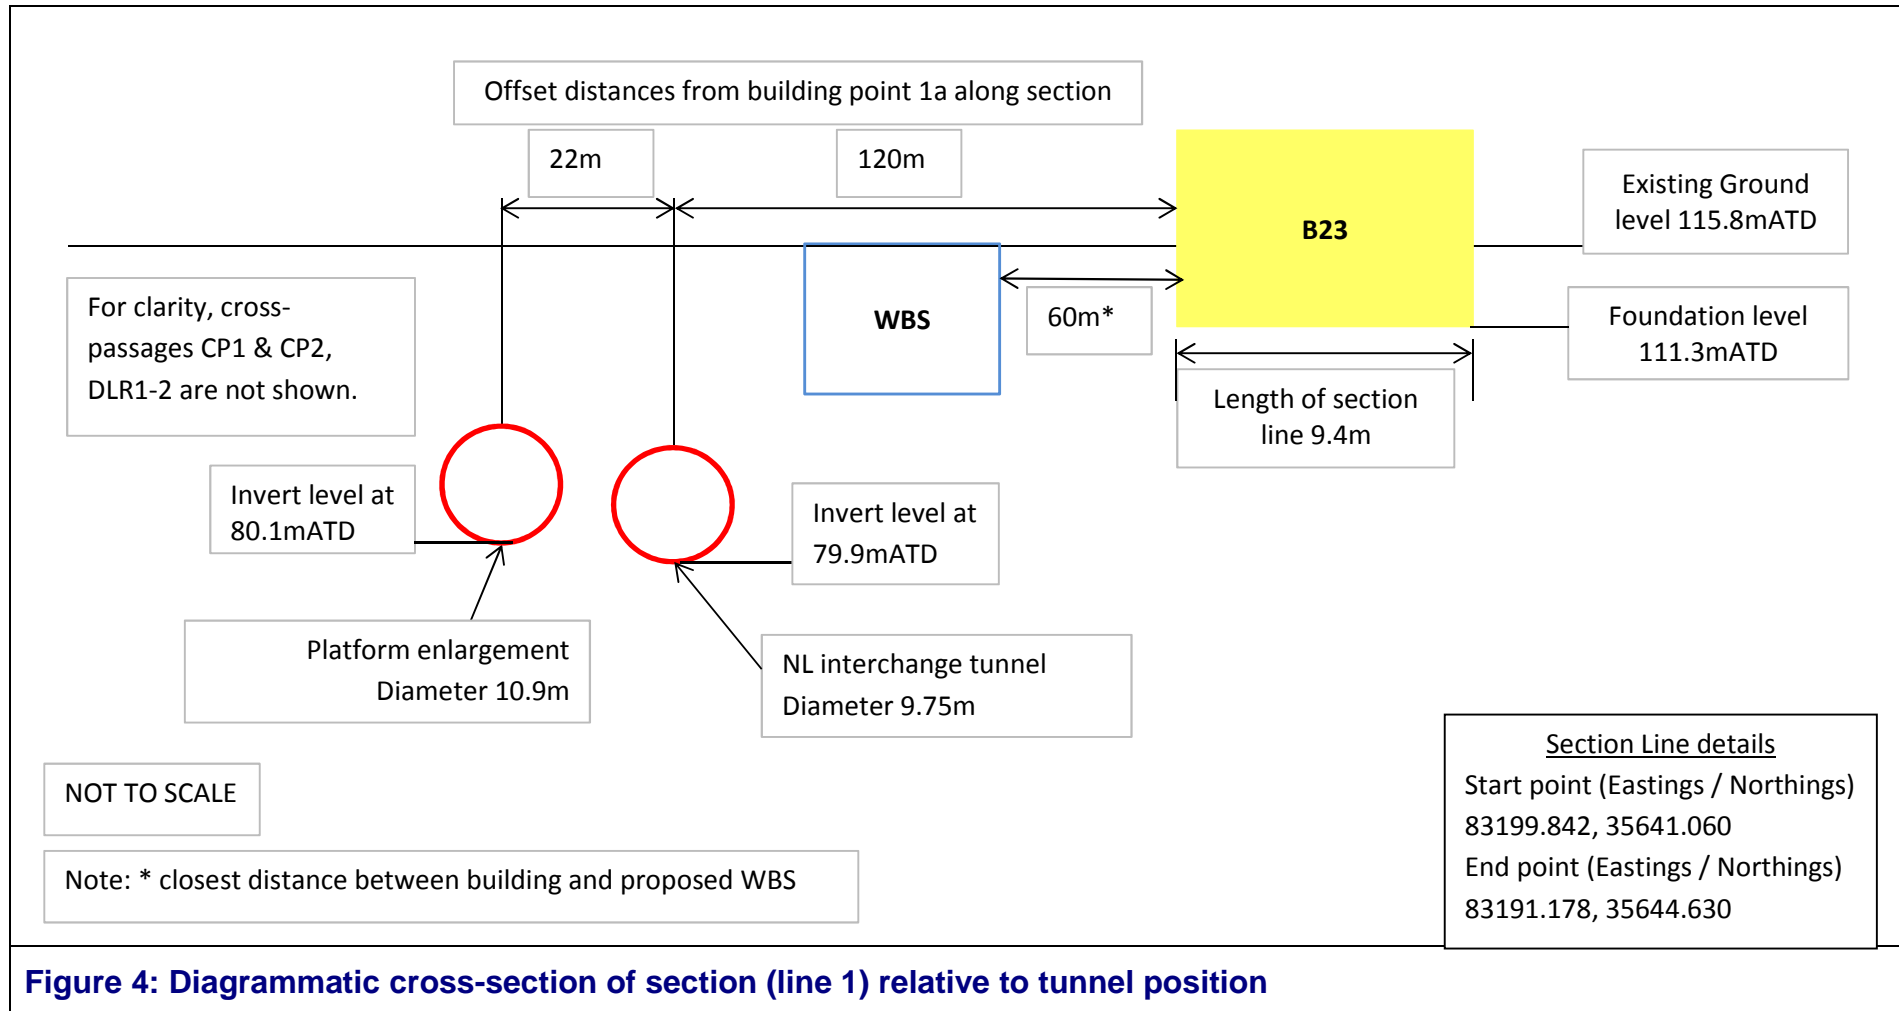 Offset distances from building point 1a along section
22m
120m
B23
Existing Ground
level 115.8mATD
For clarity, cross-
passages CP1 & CP2,
DLR1-2 are not shown.
WBS
60m*
Foundation level
111.3mATD
Length of section
line 9.4m
Invert level at
80.1mATD
Invert level at
79.9mATD
Platform enlargement
Diameter 10.9m
NL interchange tunnel
Diameter 9.75m
NOT TO SCALE
Note: * closest distance between building and proposed WBS
Section Line details
Start point (Eastings / Northings)
83199.842, 35641.060
End point (Eastings / Northings)
83191.178, 35644.630
Figure 4: Diagrammatic cross-section of section (line 1) relative to tunnel position